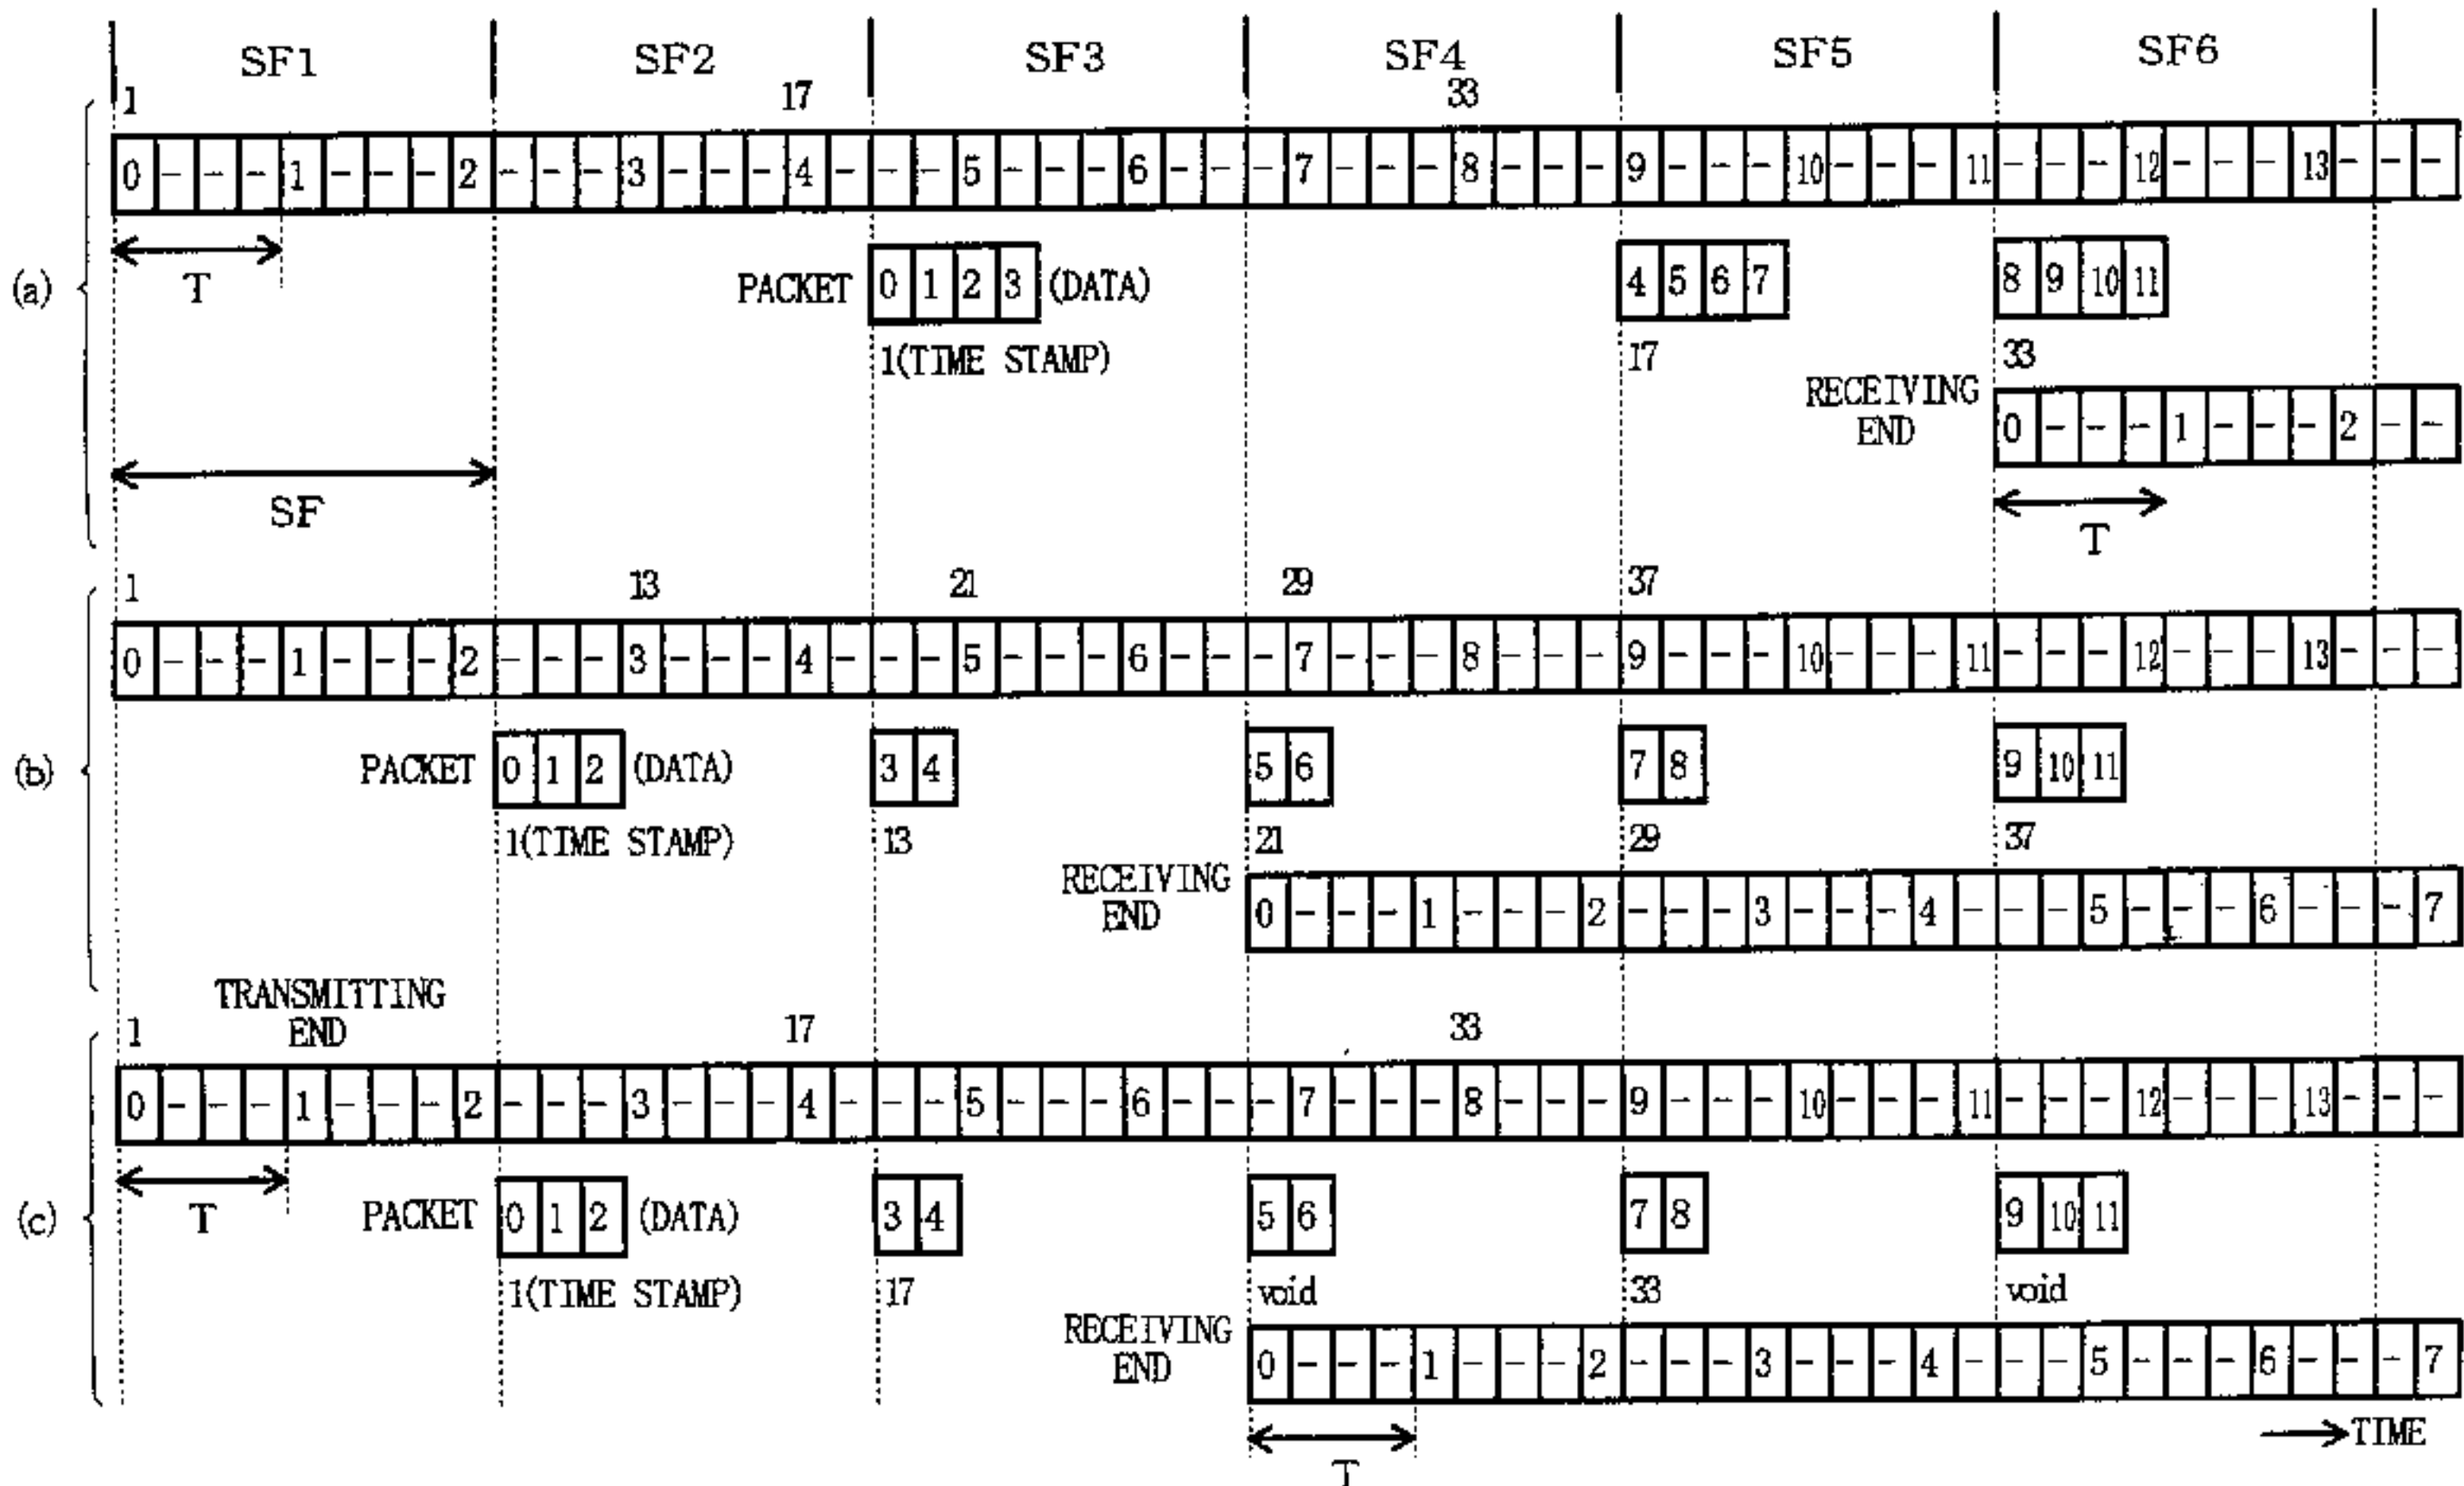 SF1 SF2 SF3 SF4 SF5 SF6
1 17 33
0 - - - 1 - - - 2 - - - 3 - - - 4 - - - 5 - - - 6 - - - 7 - - - 8 - - - 9 - - - 10 - - - 11 - - - 12 - - - 13 - - -
(a)
T
PACKET 0 1 2 3 (DATA) 4 5 6 7 8 9 10 11
1(TIME STAMP) 17 33
RECEIVING
END
0 - - - 1 - - - 2 - -
SF
T
1 13 21 29 37
0 - - - 1 - - - 2 - - - 3 - - - 4 - - - 5 - - - 6 - - - 7 - - - 8 - - - 9 - - - 10 - - - 11 - - - 12 - - - 13 - - -
(b)
PACKET 0 1 2 (DATA) 3 4 5 6 7 8 9 10 11
1(TIME STAMP) 13 21 29 37
RECEIVING
END
0 - - - 1 - - - 2 - - - 3 - - - 4 - - - 5 - - - 6 - - - 7
TRANSMITTING
END
1 17 33
0 - - - 1 - - - 2 - - - 3 - - - 4 - - - 5 - - - 6 - - - 7 - - - 8 - - - 9 - - - 10 - - - 11 - - - 12 - - - 13 - - -
(c)
T
PACKET 0 1 2 (DATA) 3 4 5 6 7 8 9 10 11
1(TIME STAMP) 17 void 33 void
RECEIVING
END
0 - - - 1 - - - 2 - - - 3 - - - 4 - - - 5 - - - 6 - - - 7
TIME
T